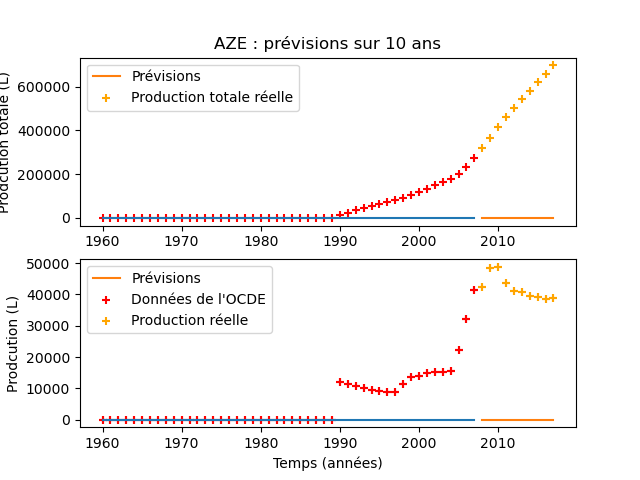 AZE : prévisions sur 10 ans
Prodcution totale (L)
600000
400000
200000
0
Prévisions
Production totale réelle
1960 1970 1980 1990 2000 2010
Prodcution (L)
50000
40000
30000
20000
10000
0
Prévisions
Données de l'OCDE
Production réelle
1960 1970 1980 1990 2000 2010
Temps (années)